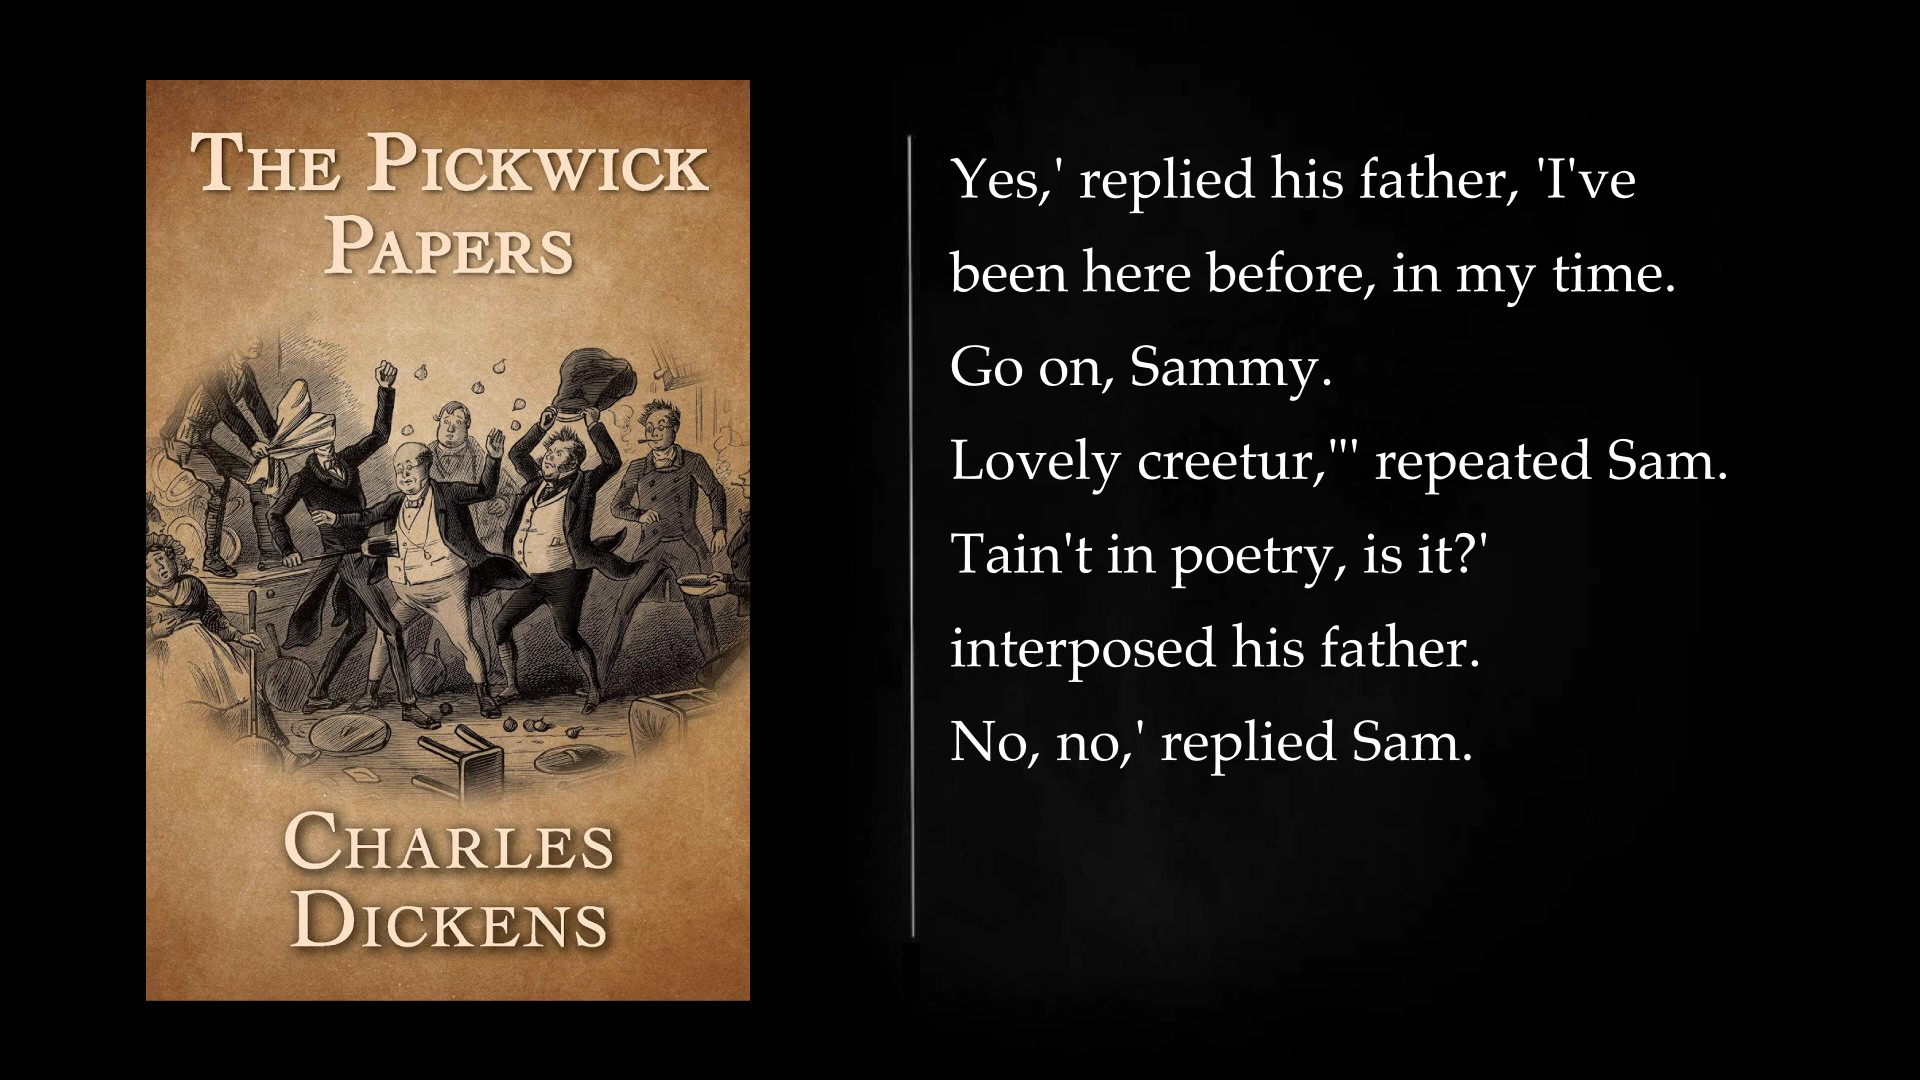 THE PICKWICK
PAPERS
CHARLES
DICKENS
Yes,' replied his father, 'I've
been here before, in my time.
Go on, Sammy.
Lovely creetur,"' repeated Sam.
Tain't in poetry, is it?'
interposed his father.
No, no,' replied Sam.